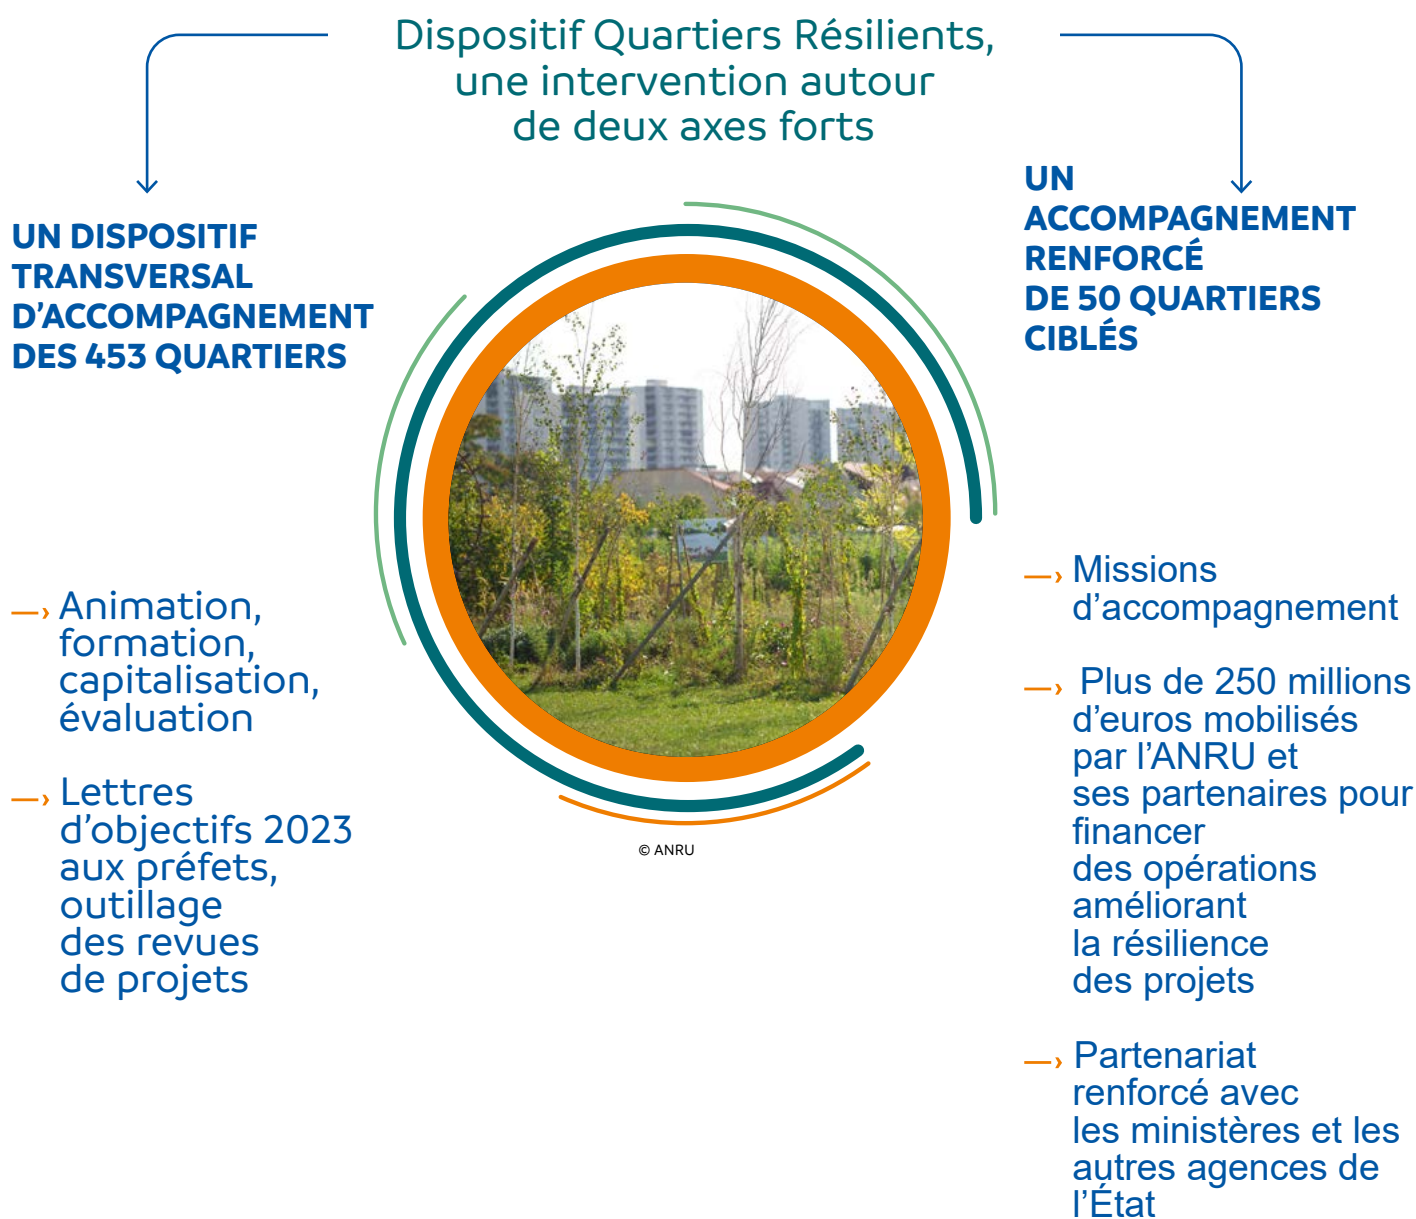 Dispositif Quartiers Résilients,
une intervention autour
de deux axes forts
UN DISPOSITIF
TRANSVERSAL
D’ACCOMPAGNEMENT
DES 453 QUARTIERS
—› Animation,
formation,
capitalisation,
évaluation
—› Lettres
d’objectifs 2023
aux préfets,
outillage
des revues
de projets
© ANRU
UN
ACCOMPAGNEMENT
RENFORCÉ
DE 50 QUARTIERS
CIBLÉS
—› Missions
d’accompagnement
—› Plus de 250 millions
d’euros mobilisés
par l’ANRU et
ses partenaires pour
financer
des opérations
améliorant
la résilience
des projets
—› Partenariat
renforcé avec
les ministères et les
autres agences de
l’État